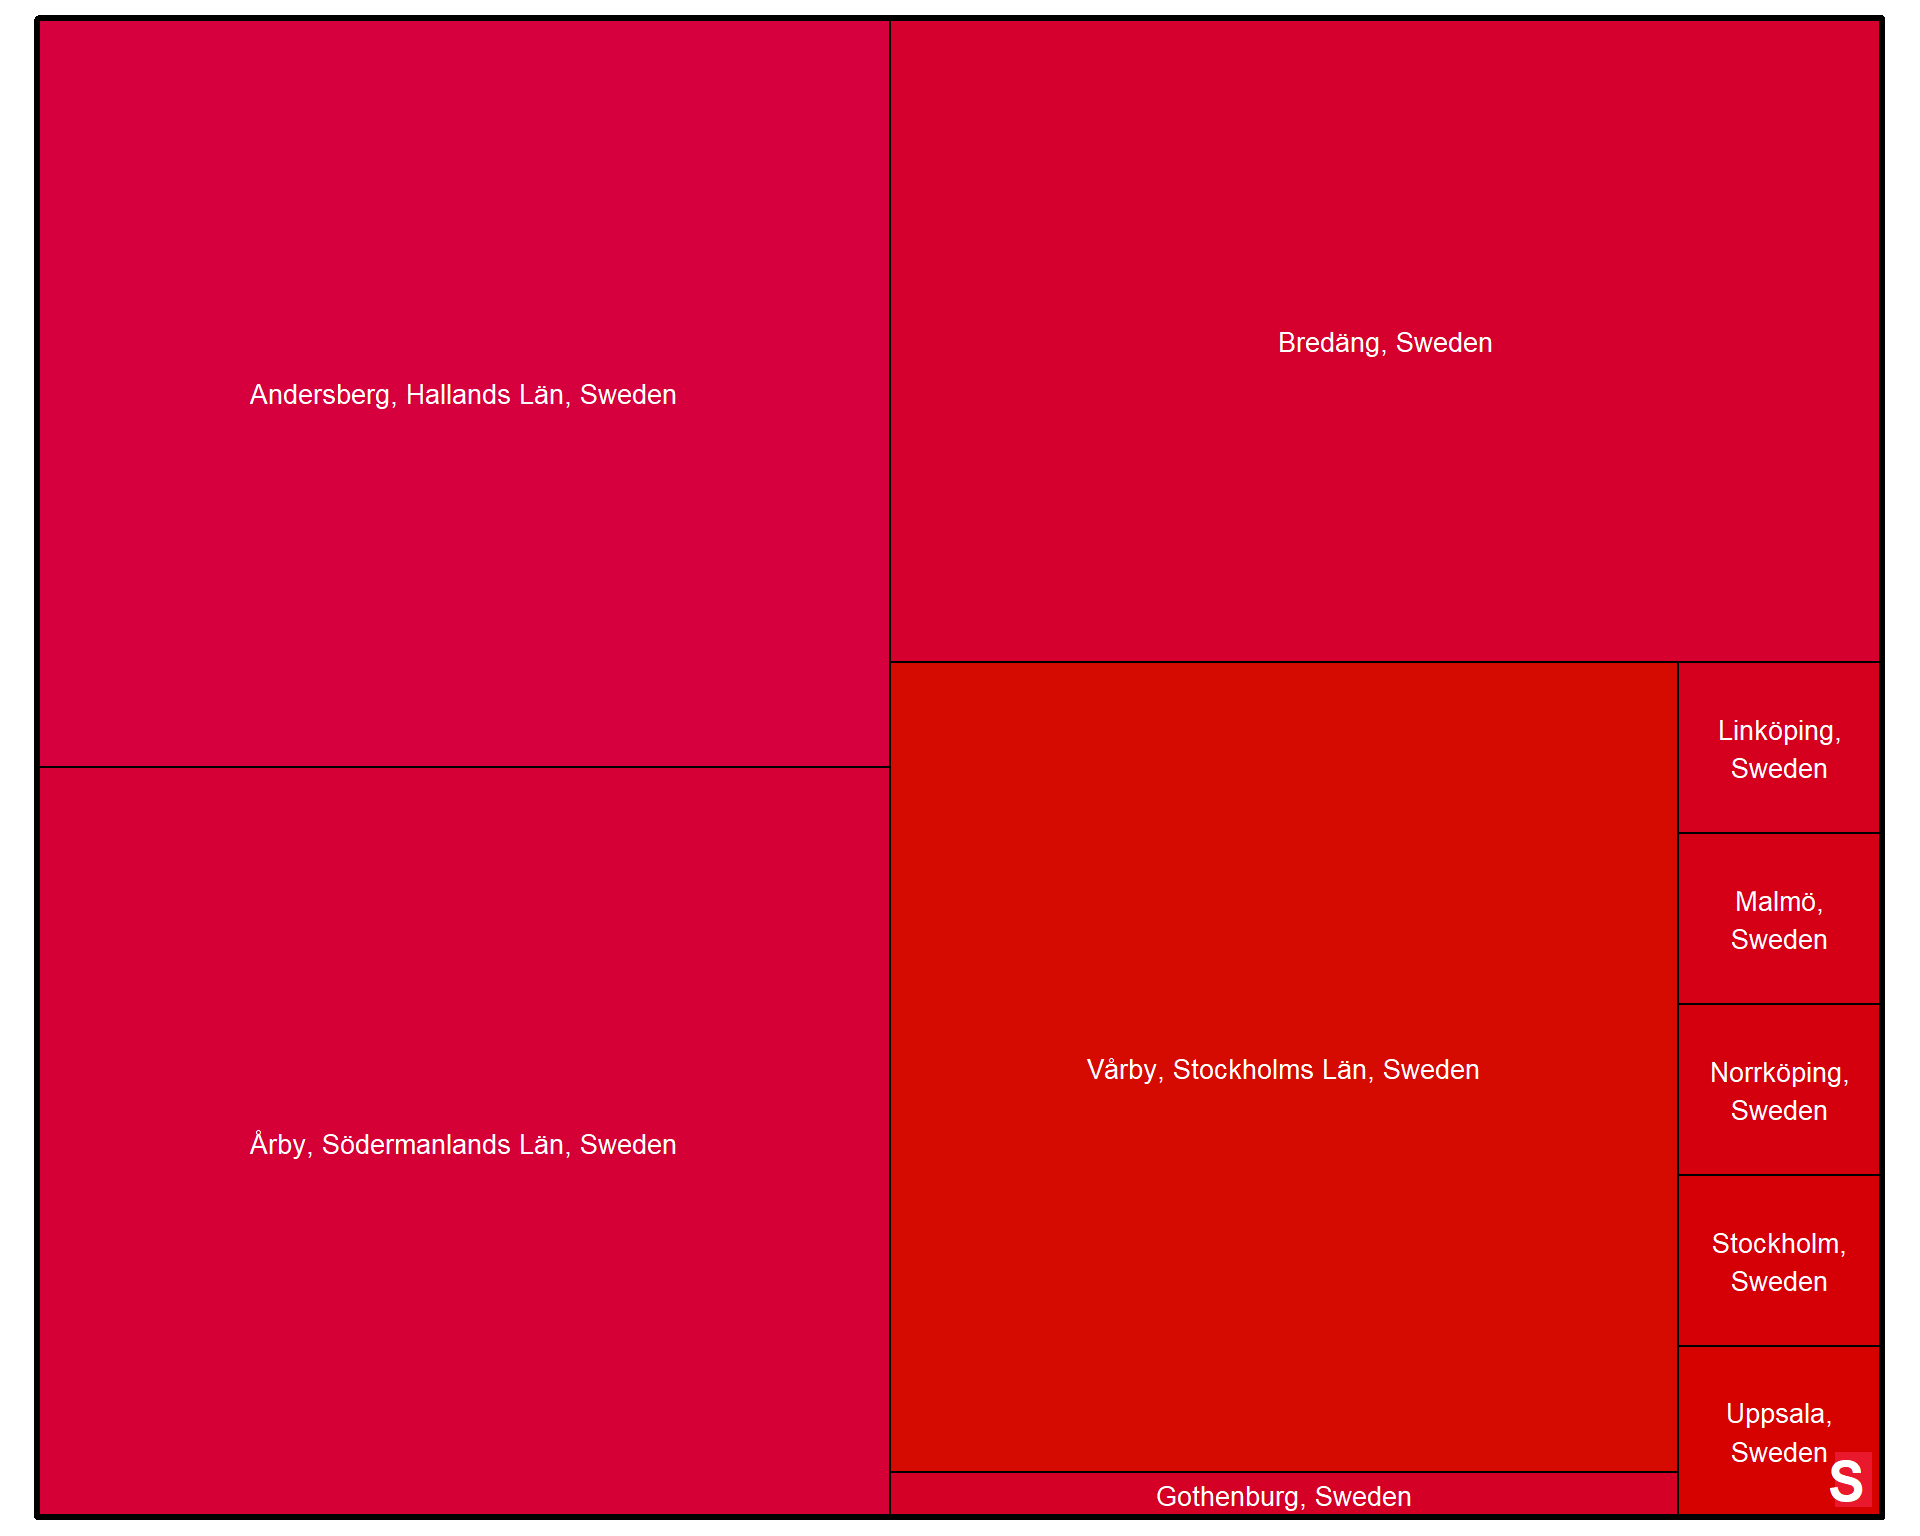 Andersberg, Hallands Län, Sweden
Bredäng, Sweden
Årby, Södermanlands Län, Sweden
Vårby, Stockholms Län, Sweden
Linköping,
Sweden
Malmö,
Sweden
Norrköping,
Sweden
Stockholm,
Sweden
Uppsala,
Sweden
Gothenburg, Sweden
S